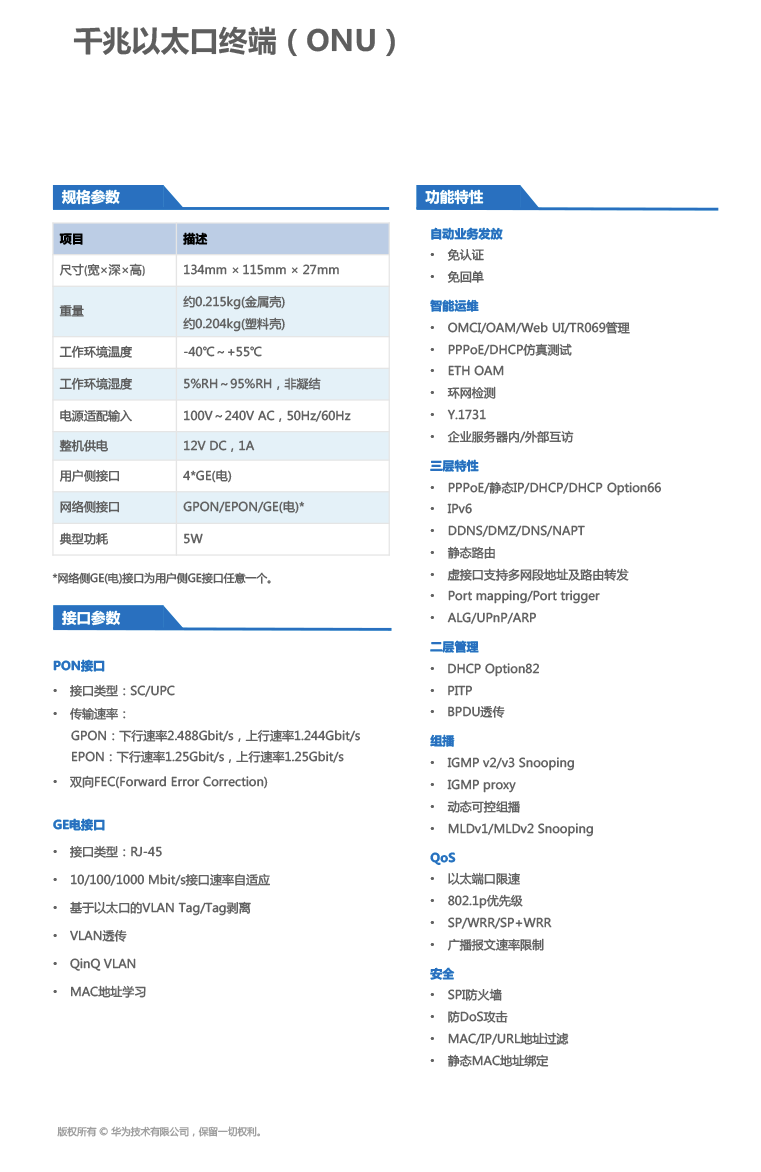 千兆以太口终端（ONU）
规格参数
项目 描述
尺寸(宽×深×高) 134mm × 115mm × 27mm
重量 约0.215kg(金属壳)
约0.204kg(塑料壳)
工作环境温度 -40℃～+55℃
工作环境湿度 5%RH～95%RH，非凝结
电源适配输入 100V～240V AC，50Hz/60Hz
整机供电 12V DC，1A
用户侧接口 4*GE(电)
网络侧接口 GPON/EPON/GE(电)*
典型功耗 5W
*网络侧GE(电)接口为用户侧GE接口任意一个。
接口参数
PON接口
• 接口类型：SC/UPC
• 传输速率：
GPON：下行速率2.488Gbit/s，上行速率1.244Gbit/s
EPON：下行速率1.25Gbit/s，上行速率1.25Gbit/s
• 双向FEC(Forward Error Correction)
GE电接口
• 接口类型：RJ-45
• 10/100/1000 Mbit/s接口速率自适应
• 基于以太口的VLAN Tag/Tag剥离
• VLAN透传
• QinQ VLAN
• MAC地址学习
功能特性
自动业务发放
• 免认证
• 免回单
智能运维
• OMCI/OAM/Web UI/TR069管理
• PPPoE/DHCP仿真测试
• ETH OAM
• 环网检测
• Y.1731
• 企业服务器内/外部互访
三层特性
• PPPoE/静态IP/DHCP/DHCP Option66
• IPv6
• DDNS/DMZ/DNS/NAPT
• 静态路由
• 虚接口支持多网段地址及路由转发
• Port mapping/Port trigger
• ALG/UPnP/ARP
二层管理
• DHCP Option82
• PITP
• BPDU透传
组播
• IGMP v2/v3 Snooping
• IGMP proxy
• 动态可控组播
• MLDv1/MLDv2 Snooping
QoS
• 以太端口限速
• 802.1p优先级
• SP/WRR/SP+WRR
• 广播报文速率限制
安全
• SPI防火墙
• 防DoS攻击
• MAC/IP/URL地址过滤
• 静态MAC地址绑定
版权所有 © 华为技术有限公司，保留一切权利。